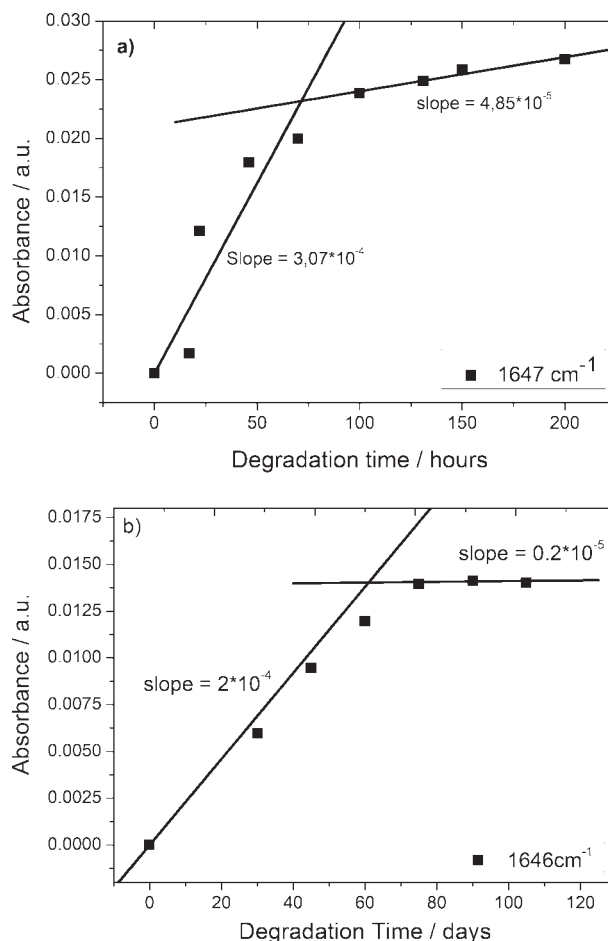 a)
0.030
0.025
0.020
0.015
0.010
0.005
0.000
Absorbance / a.u.
slope = 4,85*10⁻⁵
Slope = 3,07*10⁻⁴
1647 cm⁻¹
0 50 100 150 200
Degradation time / hours
b)
0.0175
0.0150
0.0125
0.0100
0.0075
0.0050
0.0025
0.0000
Absorbance / a.u.
slope = 0.2*10⁻⁵
slope = 2*10⁻⁴
1646cm⁻¹
0 20 40 60 80 100 120
Degradation Time / days